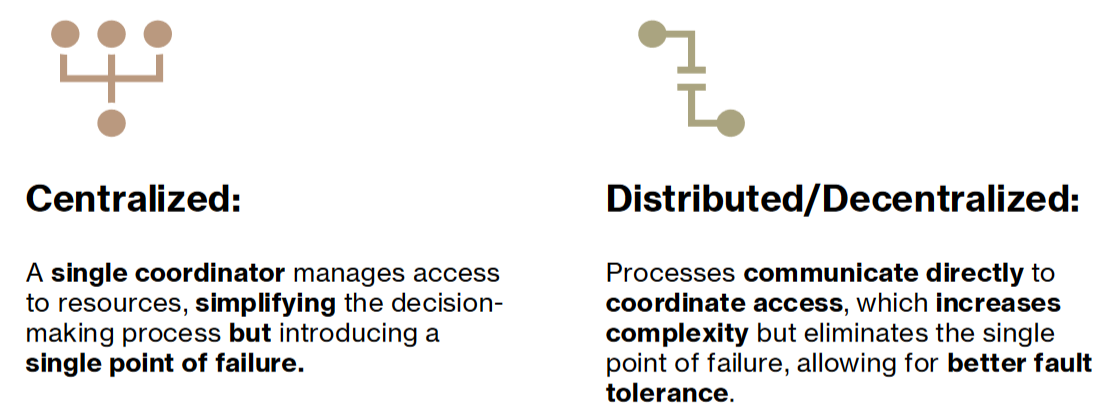 Centralized:
A single coordinator manages access
to resources, simplifying the decision-
making process but introducing a
single point of failure.
Distributed/Decentralized:
Processes communicate directly to
coordinate access, which increases
complexity but eliminates the single
point of failure, allowing for better fault
tolerance.